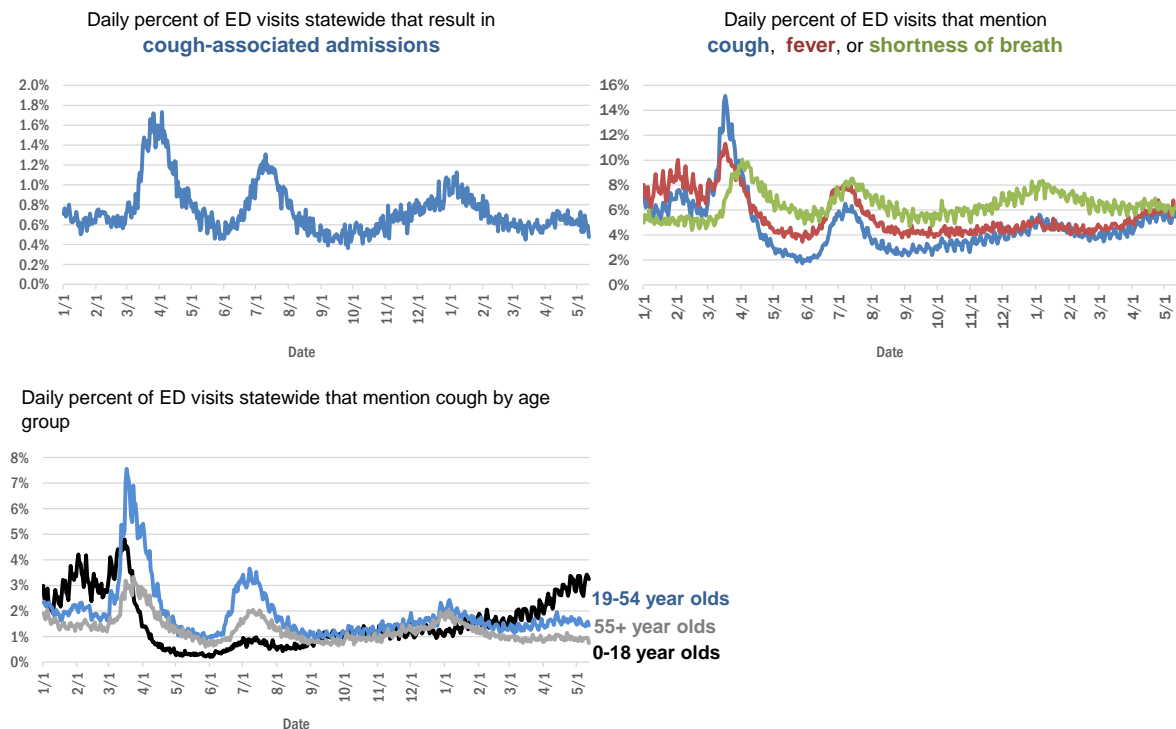 Daily percent of ED visits statewide that result in
cough-associated admissions
2.0%
1.8%
1.6%
1.4%
1.2%
1.0%
0.8%
0.6%
0.4%
0.2%
0.0%
1/1 2/1 3/1 4/1 5/1 6/1 7/1 8/1 9/1 10/1 11/1 12/1 1/1 2/1 3/1 4/1 5/1
Date
Daily percent of ED visits that mention
cough, fever, or shortness of breath
16%
14%
12%
10%
8%
6%
4%
2%
0%
1/1 2/1 3/1 4/1 5/1 6/1 7/1 8/1 9/1 10/1 11/1 12/1 1/1 2/1 3/1 4/1 5/1
Date
Daily percent of ED visits statewide that mention cough by age
group
8%
7%
6%
5%
4%
3%
2%
1%
0%
1/1 2/1 3/1 4/1 5/1 6/1 7/1 8/1 9/1 10/1 11/1 12/1 1/1 2/1 3/1 4/1 5/1
Date
19-54 year olds
55+ year olds
0-18 year olds